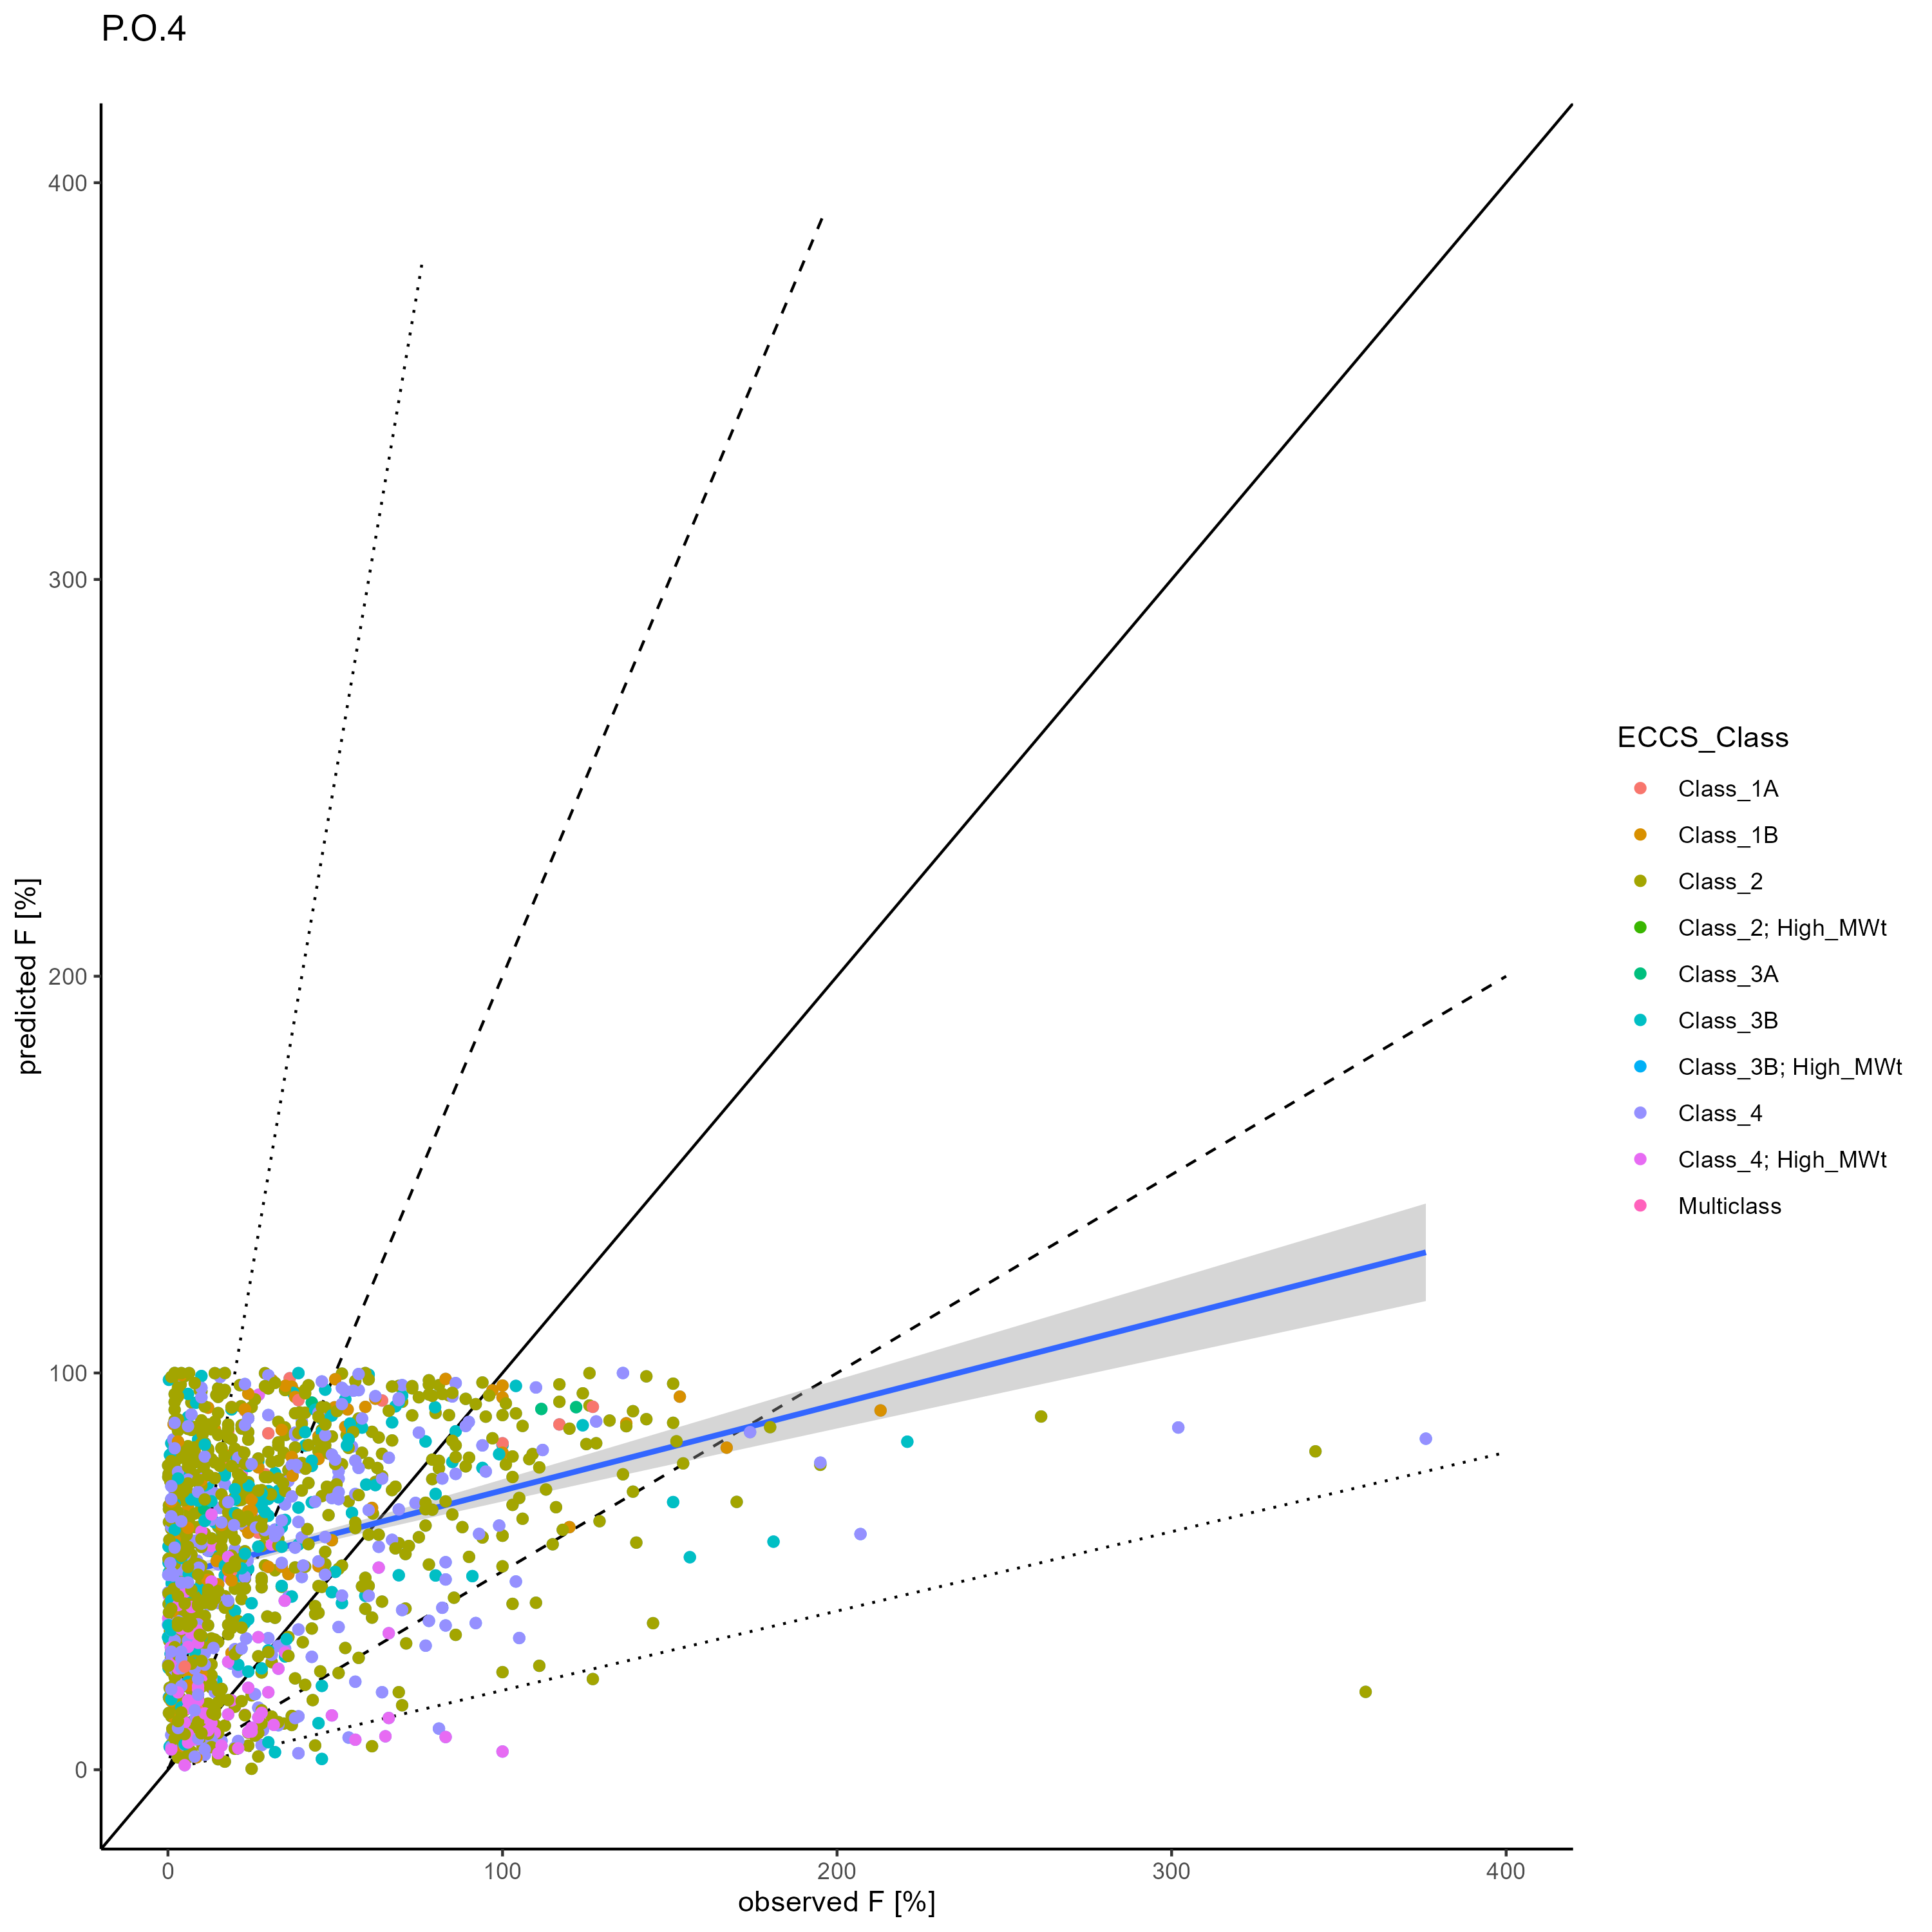 P.O.4
400
300
200
100
0
predicted F [%]
0
100
200
300
400
observed F [%]
ECCS_Class
Class_1A
Class_1B
Class_2
Class_2; High_MWt
Class_3A
Class_3B
Class_3B; High_MWt
Class_4
Class_4; High_MWt
Multiclass